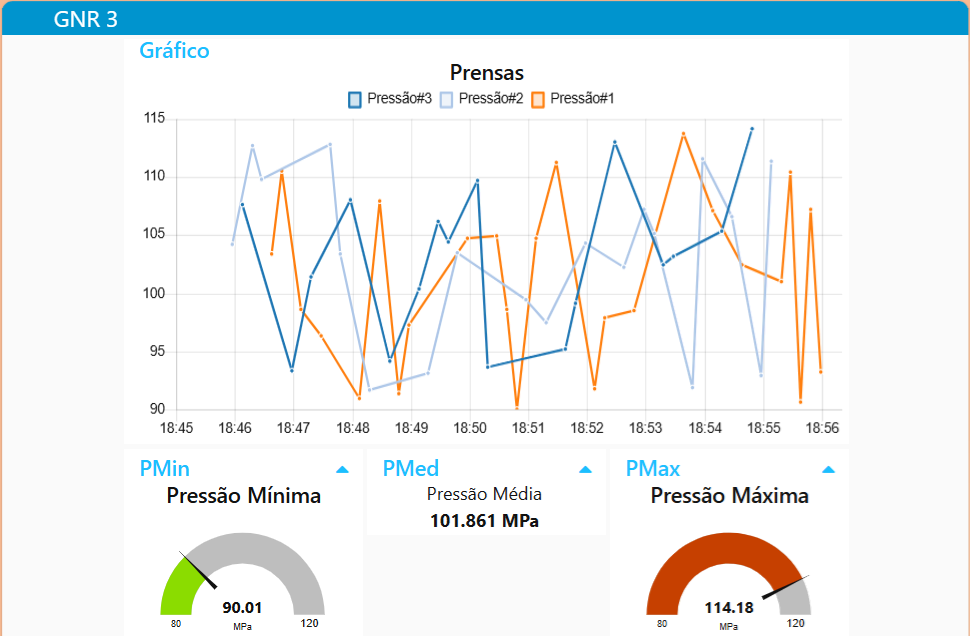 GNR 3
Gráfico
Prensas
Pressão#3 Pressão#2 Pressão#1
115
110
105
100
95
90
18:45 18:46 18:47 18:48 18:49 18:50 18:51 18:52 18:53 18:54 18:55 18:56
PMin PMed PMax
Pressão Mínima Pressão Média Pressão Máxima
101.861 MPa
90.01 114.18
80 MPa 120 80 MPa 120